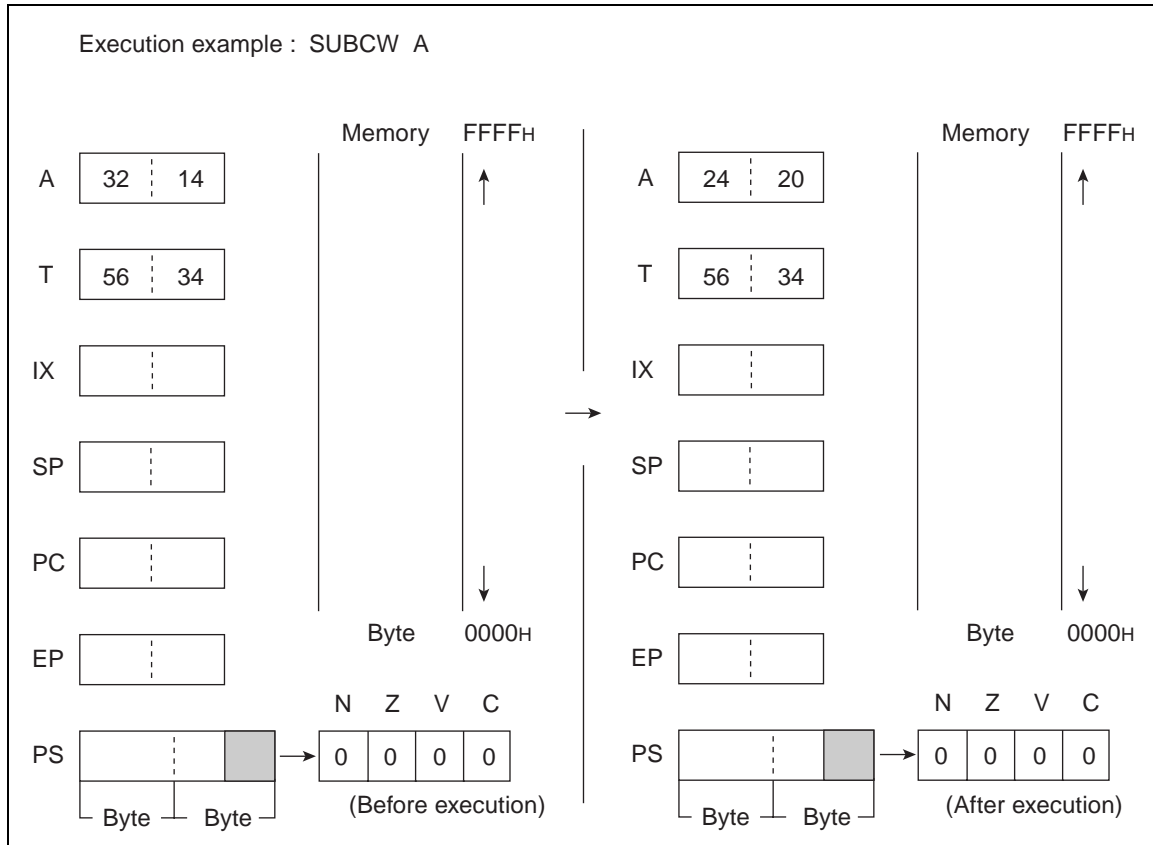 Execution example : SUBCW A
Memory FFFFH
A 32 14
T 56 34
IX
SP
PC
EP
Byte 0000H
N Z V C
PS 0 0 0 0
Byte Byte
(Before execution)
Memory FFFFH
A 24 20
T 56 34
IX
SP
PC
EP
Byte 0000H
N Z V C
PS 0 0 0 0
Byte Byte
(After execution)